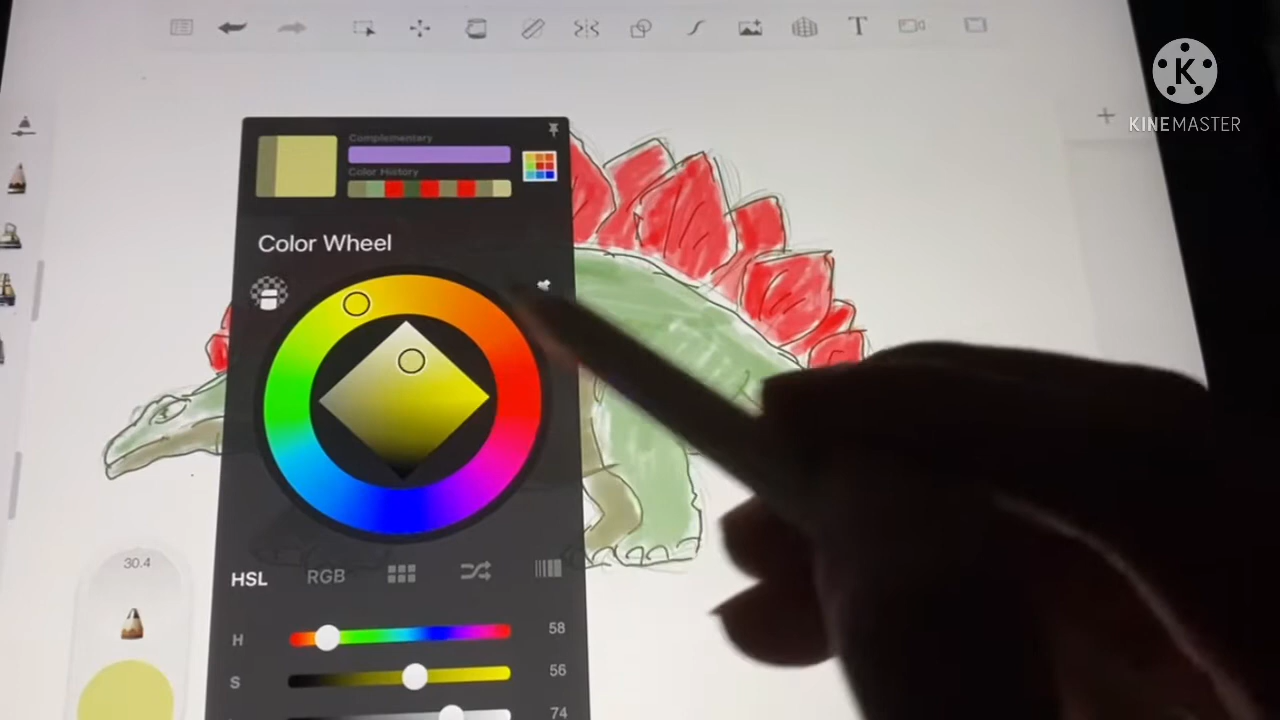 T
K
KINEMASTER
Complementary
Color History
Color Wheel
30.4
HSL
RGB
H
58
S
56
74